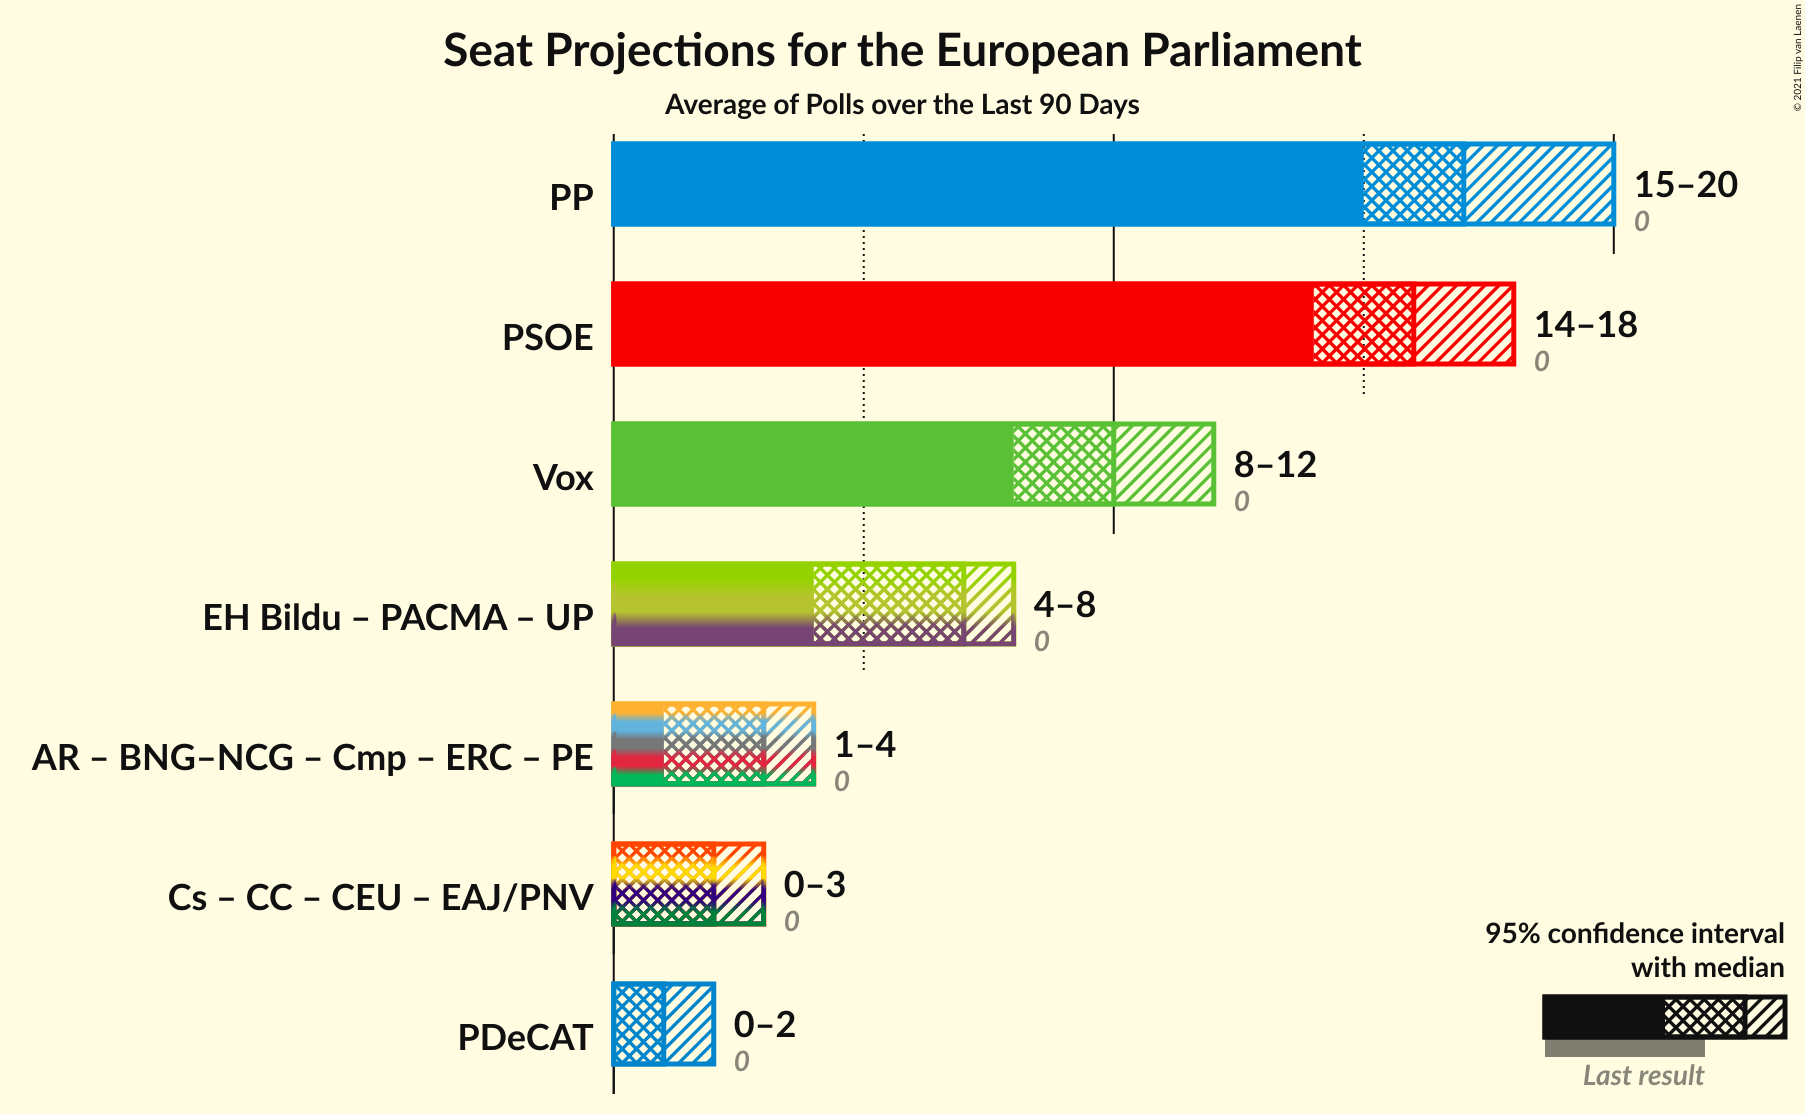 Seat Projections for the European Parliament
Average of Polls over the Last 90 Days
© 2021 Filip van Laenen
PP
15–20
0
PSOE
14–18
0
Vox
8–12
0
EH Bildu – PACMA – UP
4–8
0
AR – BNG–NCG – Cmp – ERC – PE
1–4
0
Cs – CC – CEU – EAJ/PNV
0–3
0
PDeCAT
0–2
0
95% confidence interval
with median
Last result